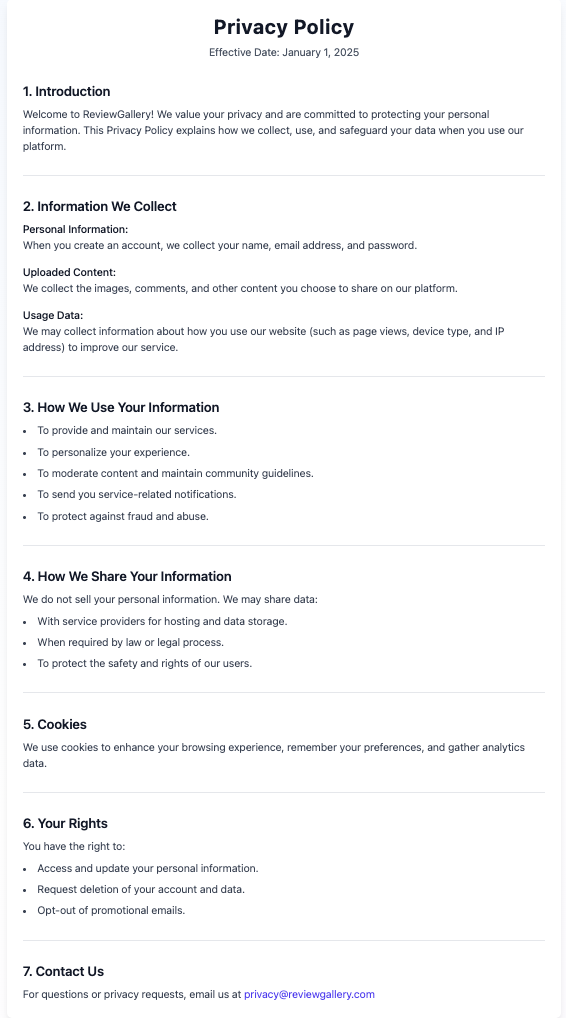 Privacy Policy
Effective Date: January 1, 2025
1. Introduction
Welcome to ReviewGallery! We value your privacy and are committed to protecting your personal
information. This Privacy Policy explains how we collect, use, and safeguard your data when you use our
platform.
2. Information We Collect
Personal Information:
When you create an account, we collect your name, email address, and password.
Uploaded Content:
We collect the images, comments, and other content you choose to share on our platform.
Usage Data:
We may collect information about how you use our website (such as page views, device type, and IP
address) to improve our service.
3. How We Use Your Information
• To provide and maintain our services.
• To personalize your experience.
• To moderate content and maintain community guidelines.
• To send you service-related notifications.
• To protect against fraud and abuse.
4. How We Share Your Information
We do not sell your personal information. We may share data:
• With service providers for hosting and data storage.
• When required by law or legal process.
• To protect the safety and rights of our users.
5. Cookies
We use cookies to enhance your browsing experience, remember your preferences, and gather analytics
data.
6. Your Rights
You have the right to:
• Access and update your personal information.
• Request deletion of your account and data.
• Opt-out of promotional emails.
7. Contact Us
For questions or privacy requests, email us at privacy@reviewgallery.com